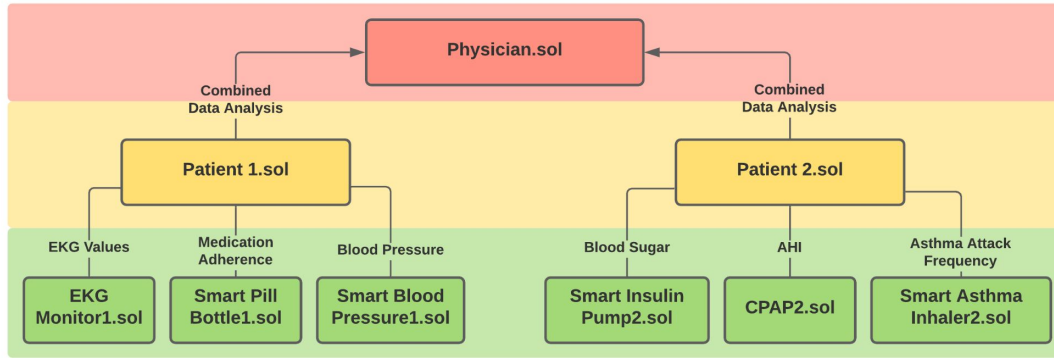 Physician.sol
Combined
Data Analysis
Combined
Data Analysis
Patient 1.sol
Patient 2.sol
EKG Values
Medication
Adherence
Blood Pressure
Blood Sugar
AHI
Asthma Attack
Frequency
EKG
Monitor1.sol
Smart Pill
Bottle1.sol
Smart Blood
Pressure1.sol
Smart Insulin
Pump2.sol
CPAP2.sol
Smart Asthma
Inhaler2.sol